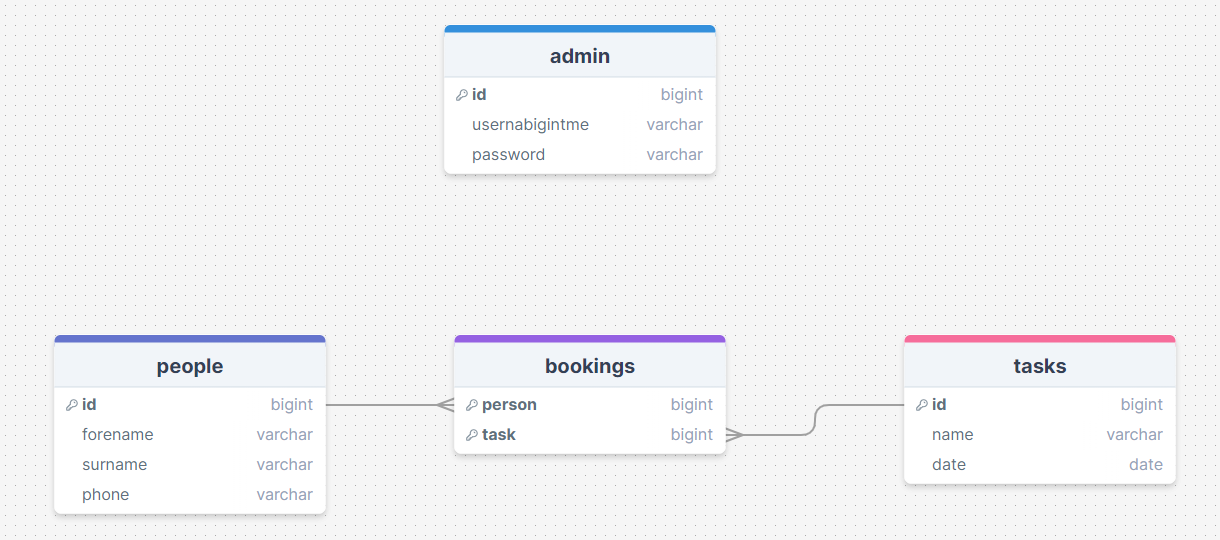 admin
id bigint
usernabigintme varchar
password varchar
people
id bigint
forename varchar
surname varchar
phone varchar
bookings
person bigint
task bigint
tasks
id bigint
name varchar
date date